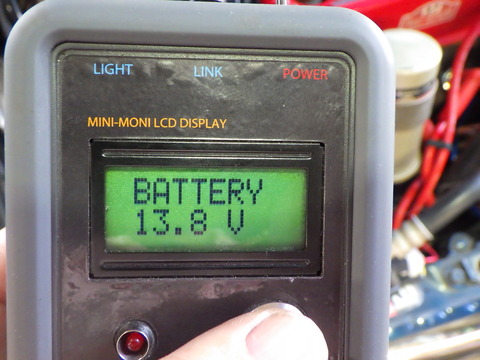 LIGHT LINK POWER
MINI-MONI LCD DISPLAY
BATTERY
13.8 V